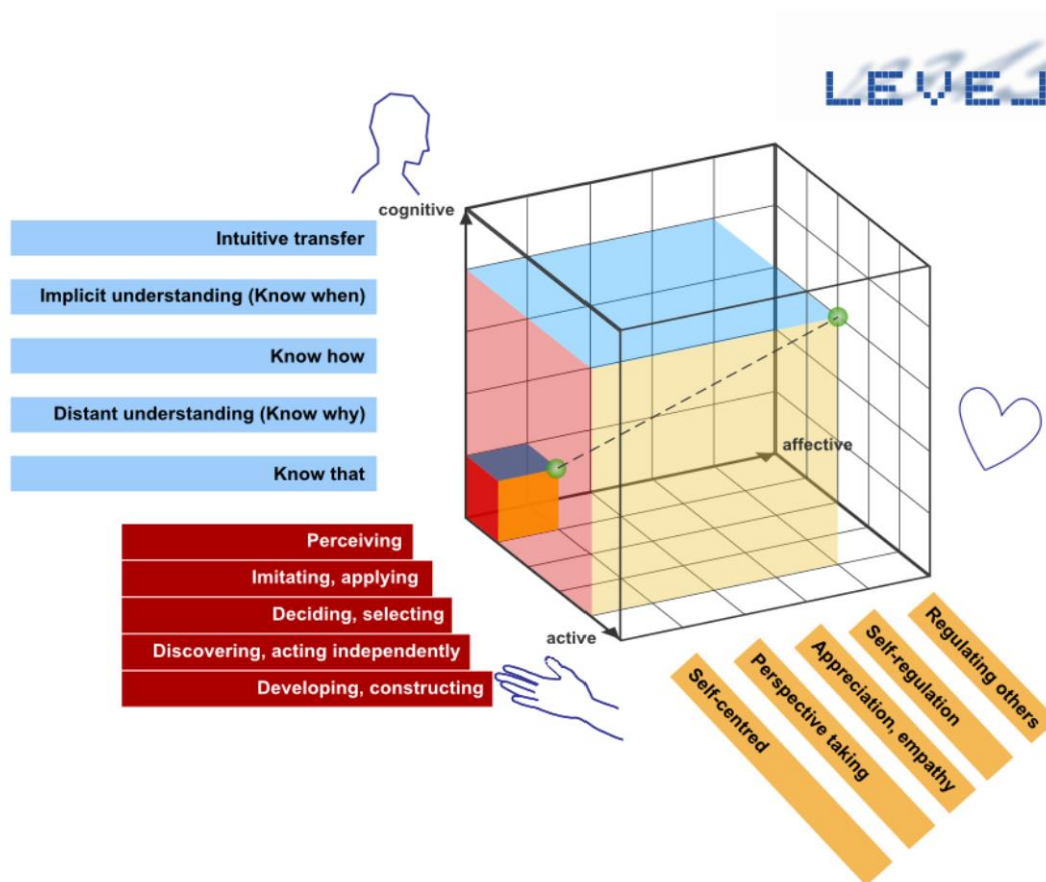 LEVEL
cognitive
Intuitive transfer
Implicit understanding (Know when)
Know how
Distant understanding (Know why)
Know that
affective
Perceiving
Imitating, applying
Deciding, selecting
Discovering, acting independently
Developing, constructing
active
Self-centred
Perspective taking
Appreciation, empathy
Self-regulation
Regulating others